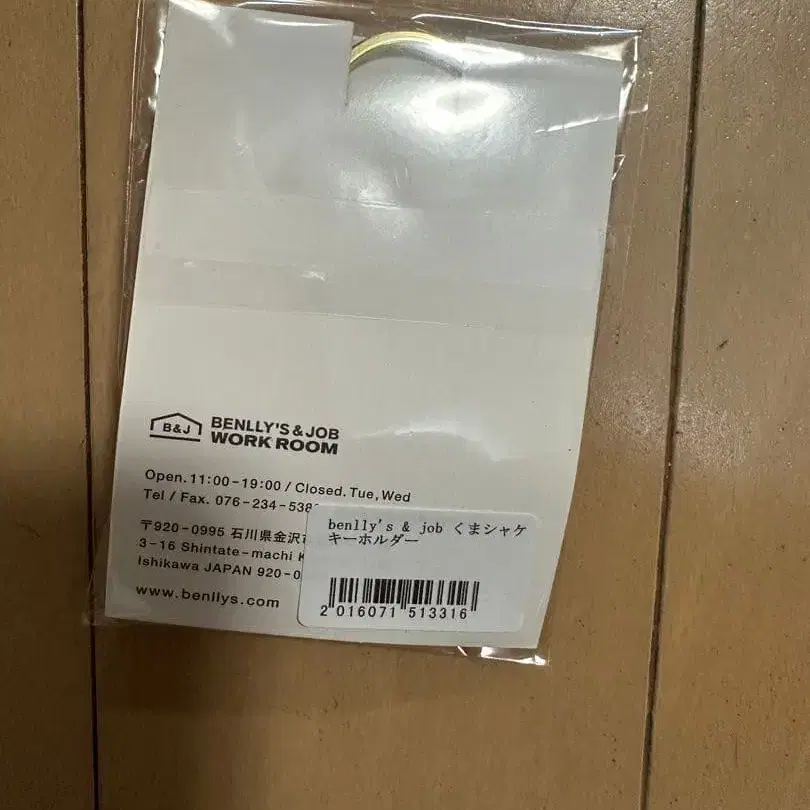 B&J
BENLLY'S & JOB
WORK ROOM
Open. 11:00-19:00 / Closed. Tue, Wed
Tel / Fax. 076-234-538
〒920-0995 石川県金沢市
3-16 Shintate-machi K
Ishikawa JAPAN 920-0
www.benllys.com
benlly's & job くまシャケ
キーホルダー
2 016071 513316